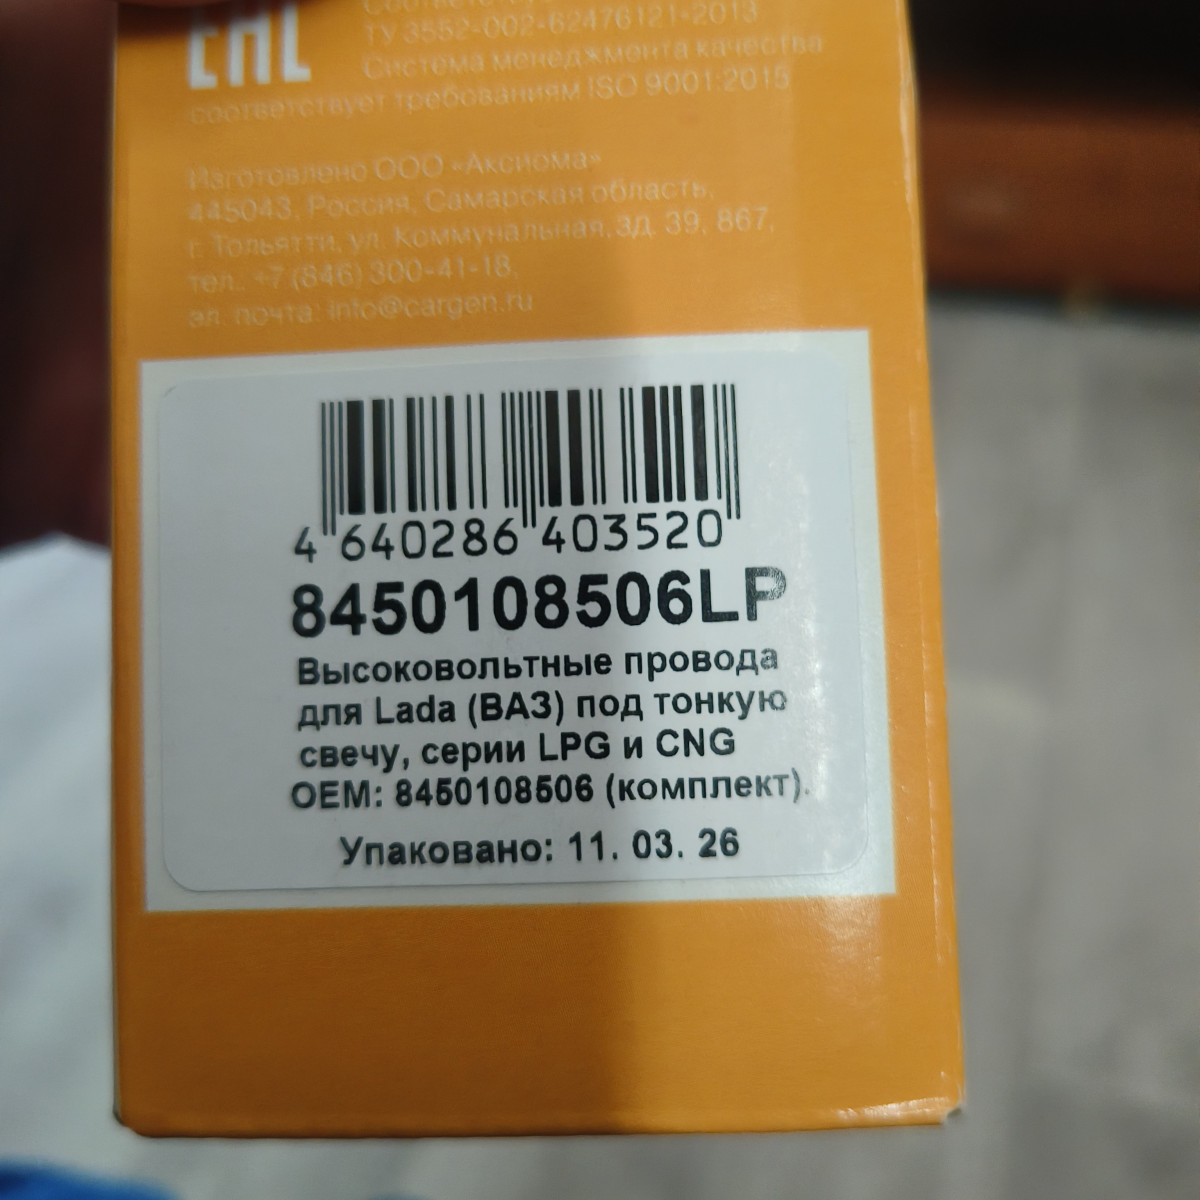 EAC
ТУ 3552-002-62476121-2013
Система менеджмента качества
соответствует требованиям ISO 9001:2015
Изготовлено ООО «Аксиома»
445043, Россия, Самарская область,
г. Тольятти, ул. Коммунальная, зд. 39, 867,
тел.: +7 (846) 300-41-18,
эл. почта: info@cargen.ru
4 640286 403520
8450108506LP
Высоковольтные провода
для Lada (ВАЗ) под тонкую
свечу, серии LPG и CNG
OEM: 8450108506 (комплект).
Упаковано: 11. 03. 26